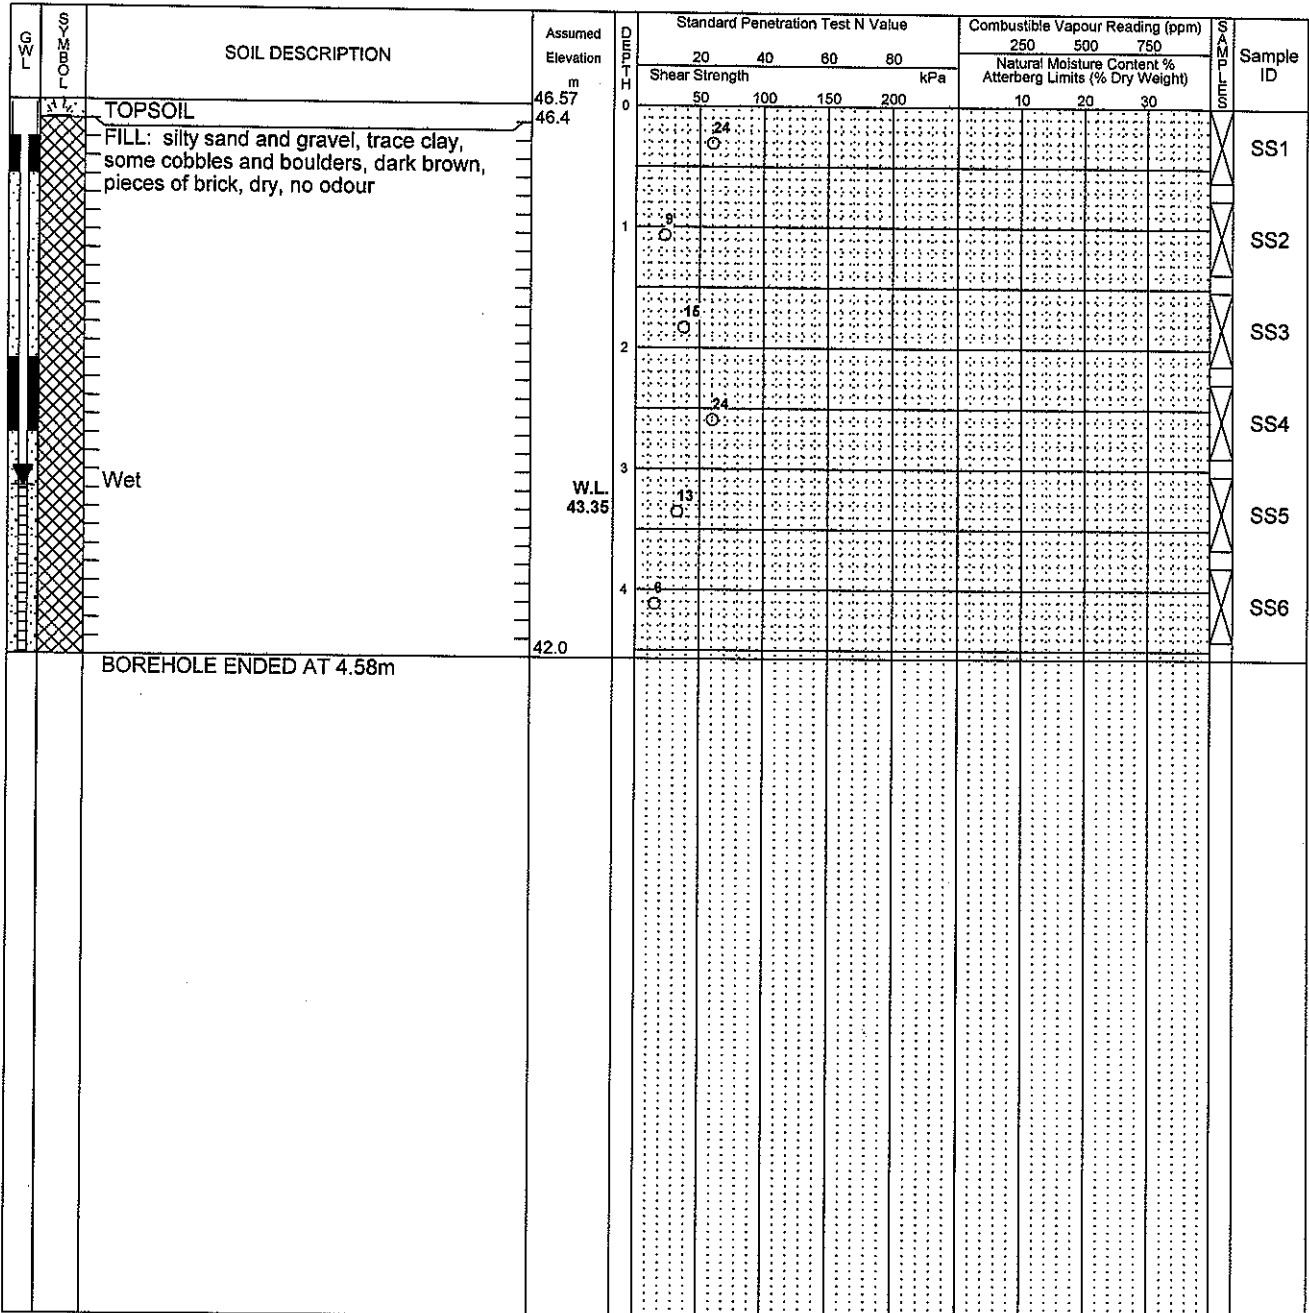 GWL
SYMBOL
SOIL DESCRIPTION
Assumed
Elevation
m
DEPTH
Standard Penetration Test N Value
20 40 60 80
Shear Strength kPa
50 100 150 200
Combustible Vapour Reading (ppm)
250 500 750
Natural Moisture Content %
Atterberg Limits (% Dry Weight)
10 20 30
SAMPLES
Sample
ID
46.57
0
TOPSOIL
46.4
FILL: silty sand and gravel, trace clay,
some cobbles and boulders, dark brown,
pieces of brick, dry, no odour
24
SS1
1
9
SS2
15
SS3
2
24
SS4
3
Wet
W.L.
43.35
13
SS5
4
6
SS6
42.0
BOREHOLE ENDED AT 4.58m